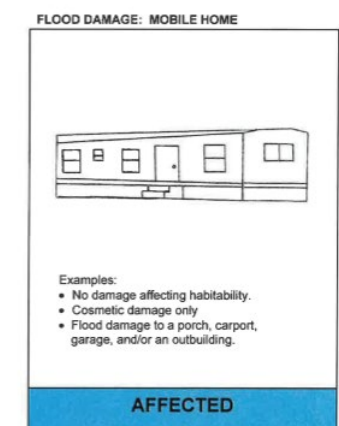 FLOOD DAMAGE: MOBILE HOME
Examples:
• No damage affecting habitability.
• Cosmetic damage only
• Flood damage to a porch, carport,
garage, and/or an outbuilding.
AFFECTED